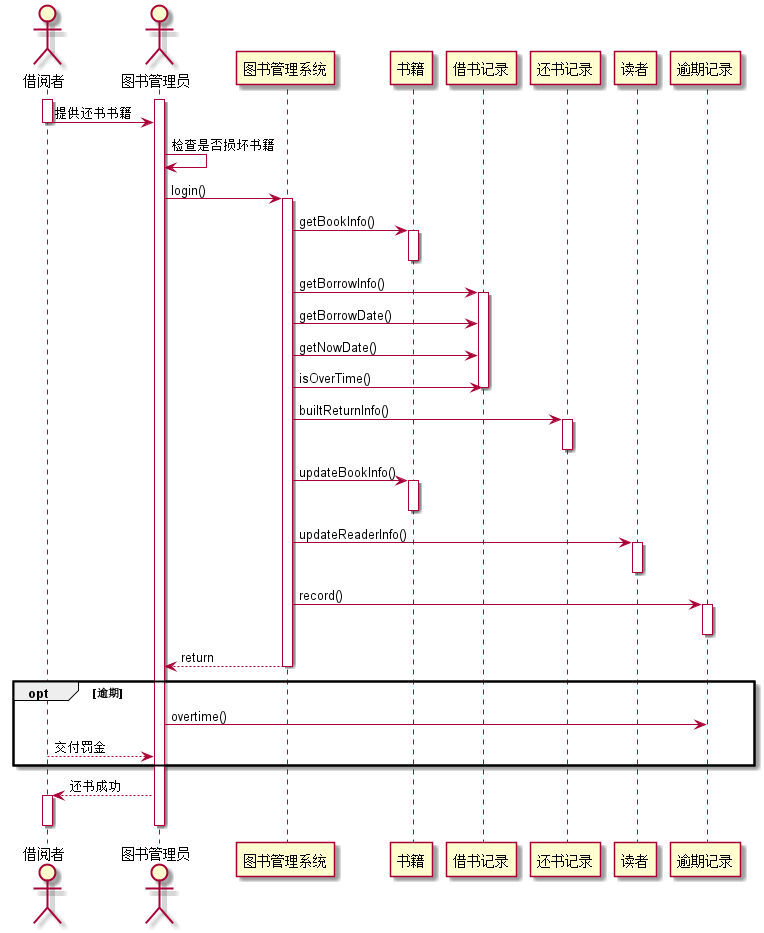 借阅者
图书管理员
图书管理系统
书籍
借书记录
还书记录
读者
逾期记录
提供还书书籍
检查是否损坏书籍
login()
getBookInfo()
getBorrowInfo()
getBorrowDate()
getNowDate()
isOverTime()
builtReturnInfo()
updateBookInfo()
updateReaderInfo()
record()
return
opt [逾期]
overtime()
交付罚金
还书成功
借阅者
图书管理员
图书管理系统
书籍
借书记录
还书记录
读者
逾期记录